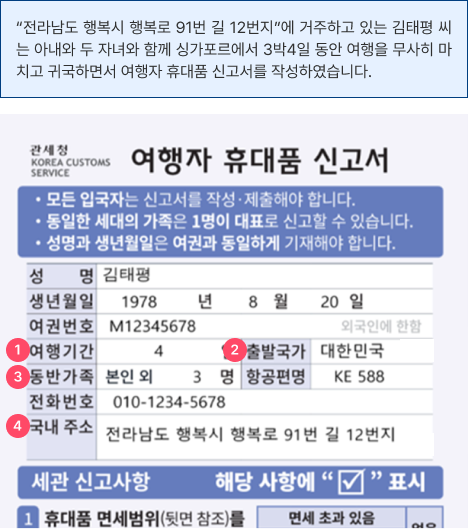 “전라남도 행복시 행복로 91번 길 12번지”에 거주하고 있는 김태평 씨
는 아내와 두 자녀와 함께 싱가포르에서 3박4일 동안 여행을 무사히 마
치고 귀국하면서 여행자 휴대품 신고서를 작성하였습니다.
관세청
KOREA CUSTOMS
SERVICE
여행자 휴대품 신고서
• 모든 입국자는 신고서를 작성·제출해야 합니다.
• 동일한 세대의 가족은 1명이 대표로 신고할 수 있습니다.
• 성명과 생년월일은 여권과 동일하게 기재해야 합니다.
성 명 김태평
생년월일 1978 년 8 월 20 일
여권번호 M12345678 외국인에 한함
1 여행기간 4 2 출발국가 대한민국
3 동반가족 본인 외 3 명 항공편명 KE 588
전화번호 010-1234-5678
4 국내 주소 전라남도 행복시 행복로 91번 길 12번지
세관 신고사항 해당 사항에 “☑” 표시
1 휴대품 면세범위(뒷면 참조)를 면세 초과 있음